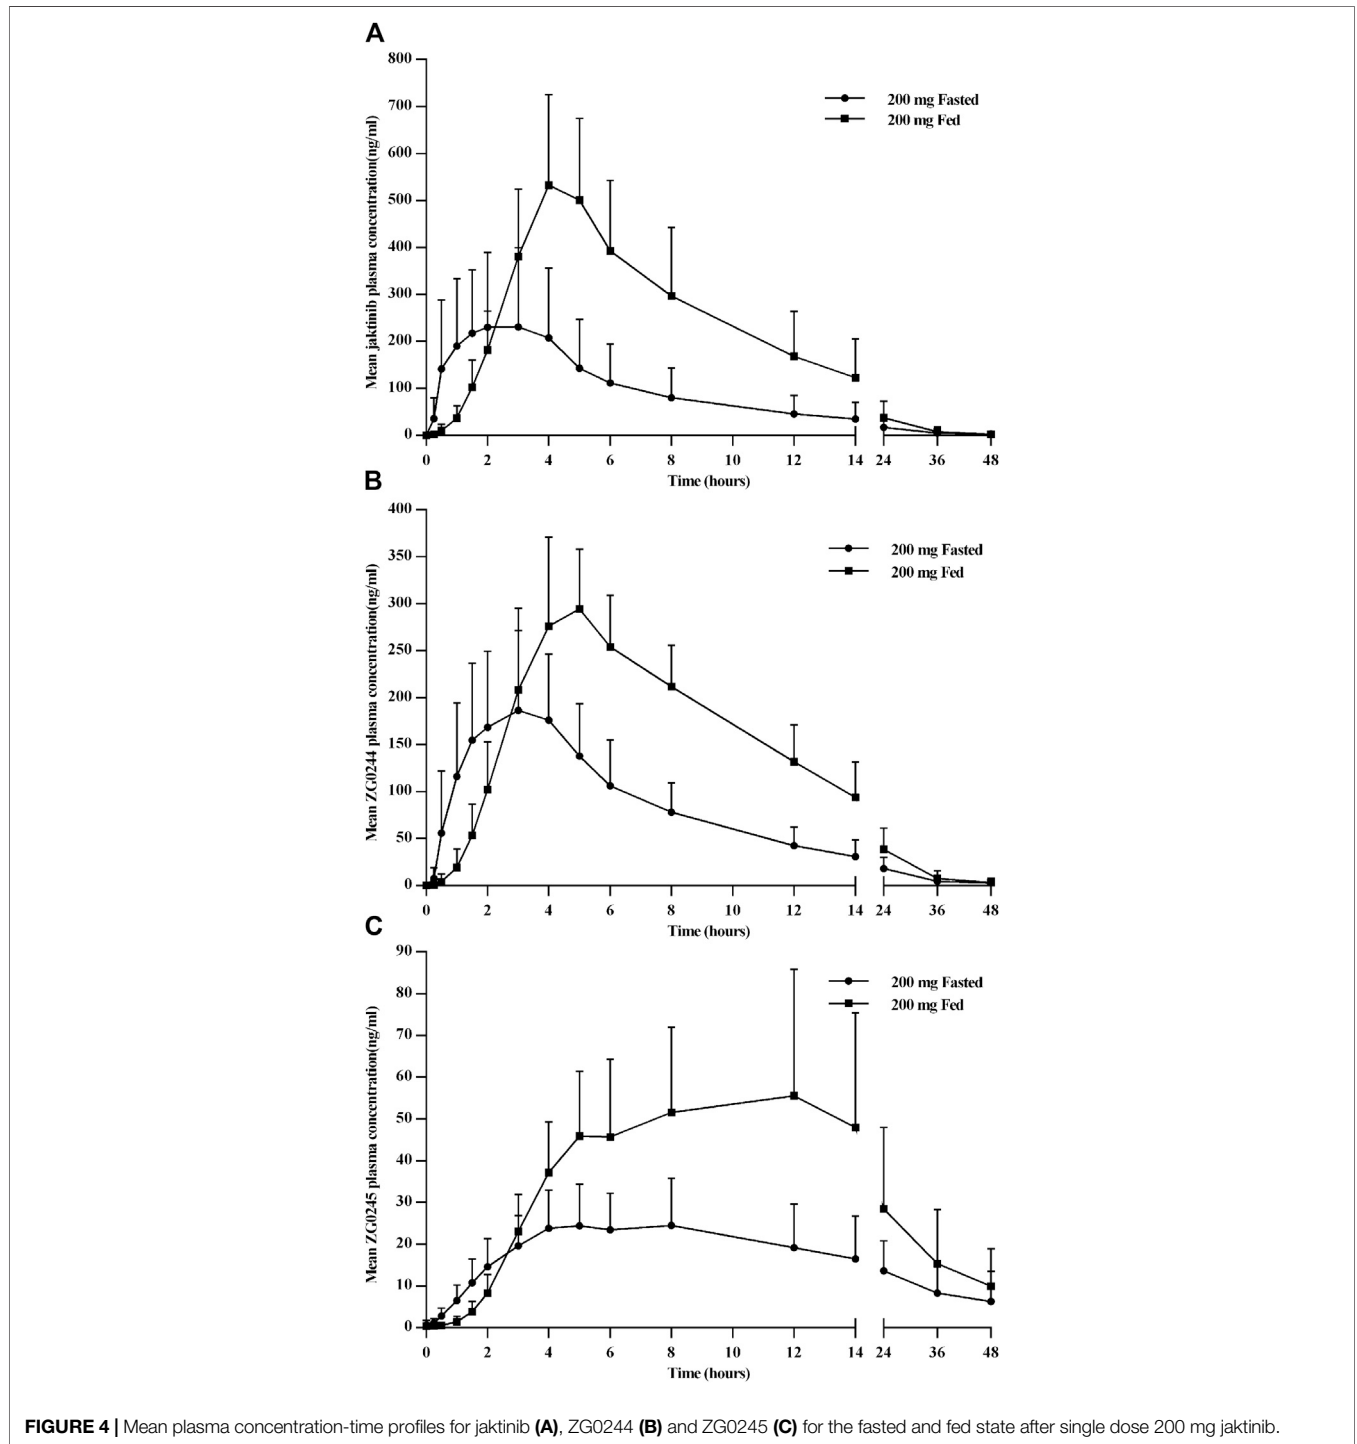 A
800
700
600
500
400
300
200
100
0
Mean jaktinib plasma concentration(ng/ml)
200 mg Fasted
200 mg Fed
0 2 4 6 8 10 12 14 24 36 48
Time (hours)
B
400
350
300
250
200
150
100
50
0
Mean ZG0244 plasma concentration(ng/ml)
200 mg Fasted
200 mg Fed
0 2 4 6 8 10 12 14 24 36 48
Time (hours)
C
90
80
70
60
50
40
30
20
10
0
Mean ZG0245 plasma concentration(ng/ml)
200 mg Fasted
200 mg Fed
0 2 4 6 8 10 12 14 24 36 48
Time (hours)
FIGURE 4 | Mean plasma concentration-time profiles for jaktinib (A), ZG0244 (B) and ZG0245 (C) for the fasted and fed state after single dose 200 mg jaktinib.